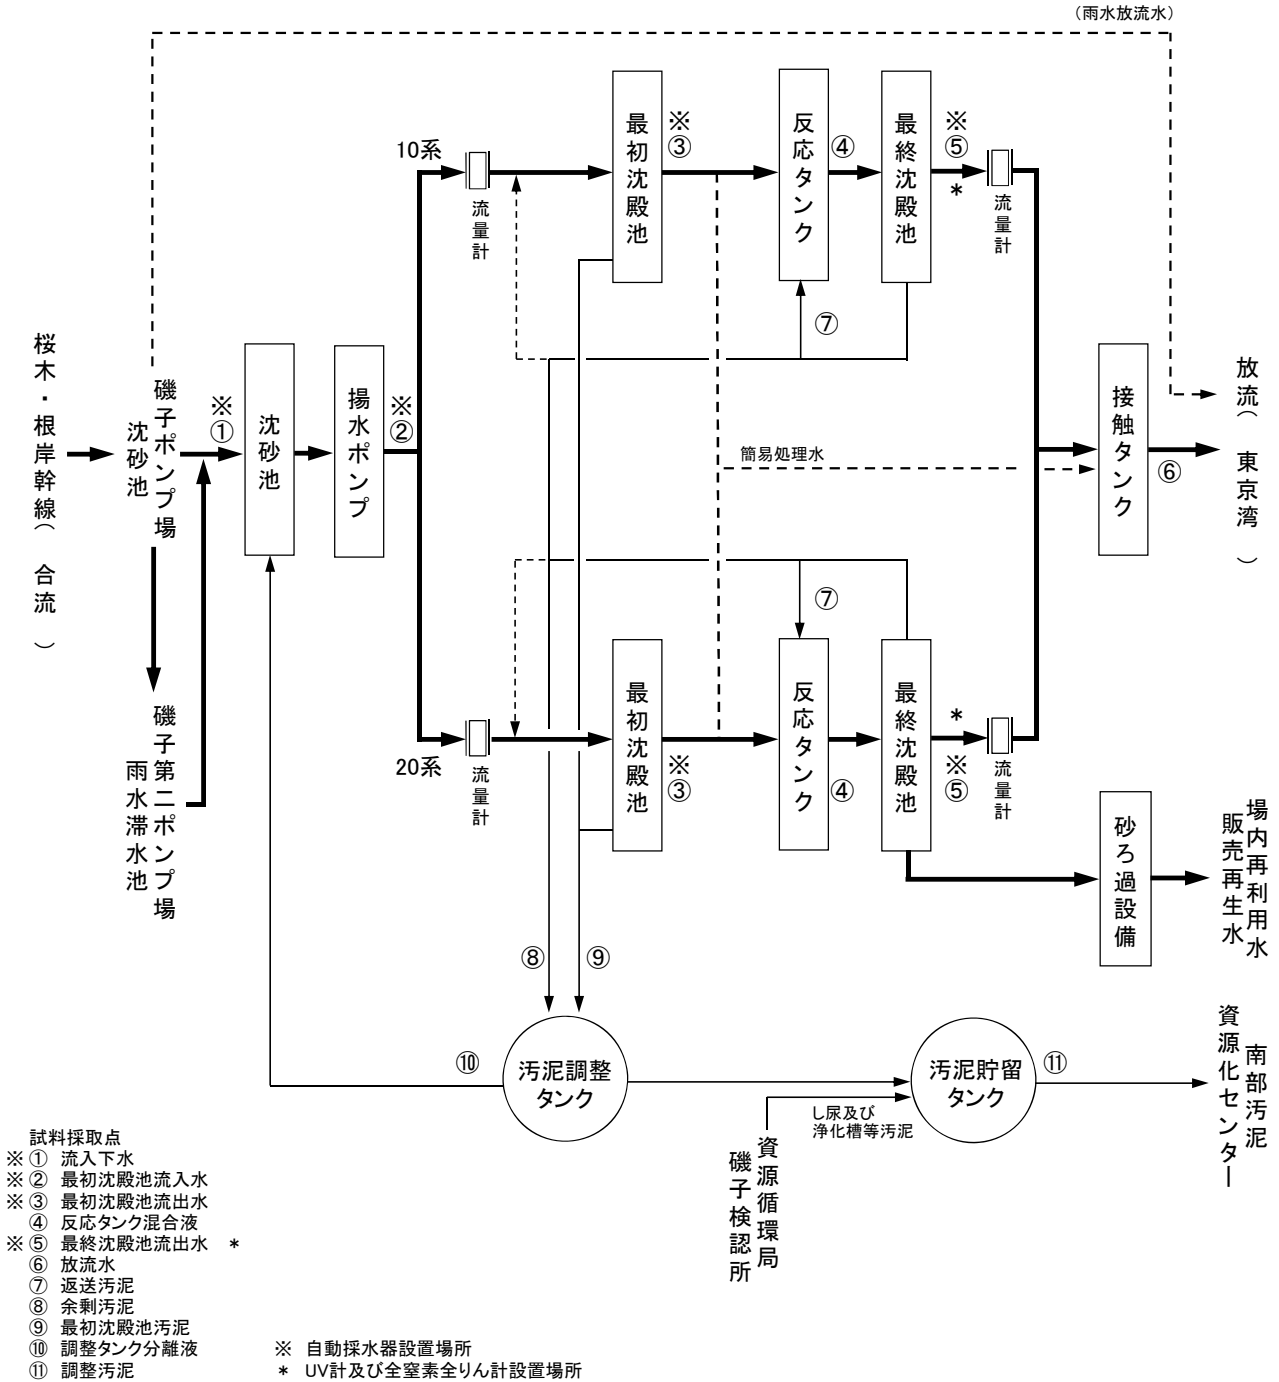 （雨水放流水）
桜木・根岸幹線（合流）
磯子ポンプ場
沈砂池
※
①
沈砂池
揚水ポンプ
※
②
10系
流量計
最初沈殿池
※
③
反応タンク
④
最終沈殿池
※
⑤
*
流量計
⑦
簡易処理水
接触タンク
⑥
放流（東京湾）
⑦
磯子第二ポンプ場
雨水滞水池
20系
流量計
最初沈殿池
※
③
反応タンク
④
最終沈殿池
*
※
⑤
流量計
砂ろ過設備
場内再利用水
販売再生水
⑧
⑨
⑩
汚泥調整
タンク
汚泥貯留
タンク
⑪
南部汚泥
資源化センター
し尿及び
浄化槽等汚泥
資源循環局
磯子検認所
試料採取点
※① 流入下水
※② 最初沈殿池流入水
※③ 最初沈殿池流出水
④ 反応タンク混合液
※⑤ 最終沈殿池流出水 *
⑥ 放流水
⑦ 返送汚泥
⑧ 余剰汚泥
⑨ 最初沈殿池汚泥
⑩ 調整タンク分離液
⑪ 調整汚泥
※ 自動採水器設置場所
* UV計及び全窒素全りん計設置場所